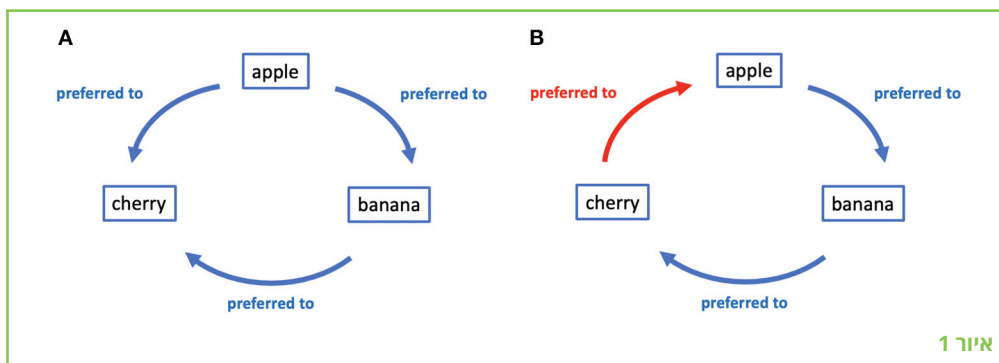 A
apple
preferred to
preferred to
cherry
banana
preferred to
B
apple
preferred to
preferred to
cherry
banana
preferred to
איור 1